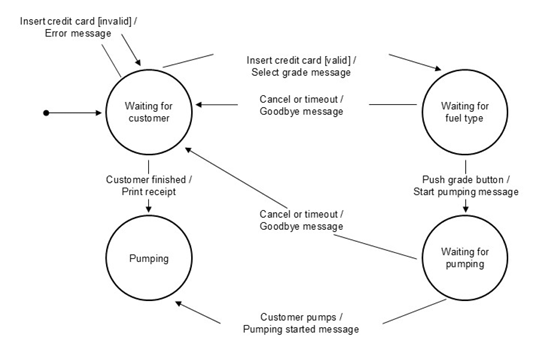 Insert credit card [invalid] /
Error message
Insert credit card [valid] /
Select grade message
Waiting for
customer
Cancel or timeout /
Goodbye message
Waiting for
fuel type
Customer finished /
Print receipt
Push grade button /
Start pumping message
Cancel or timeout /
Goodbye message
Pumping
Waiting for
pumping
Customer pumps /
Pumping started message